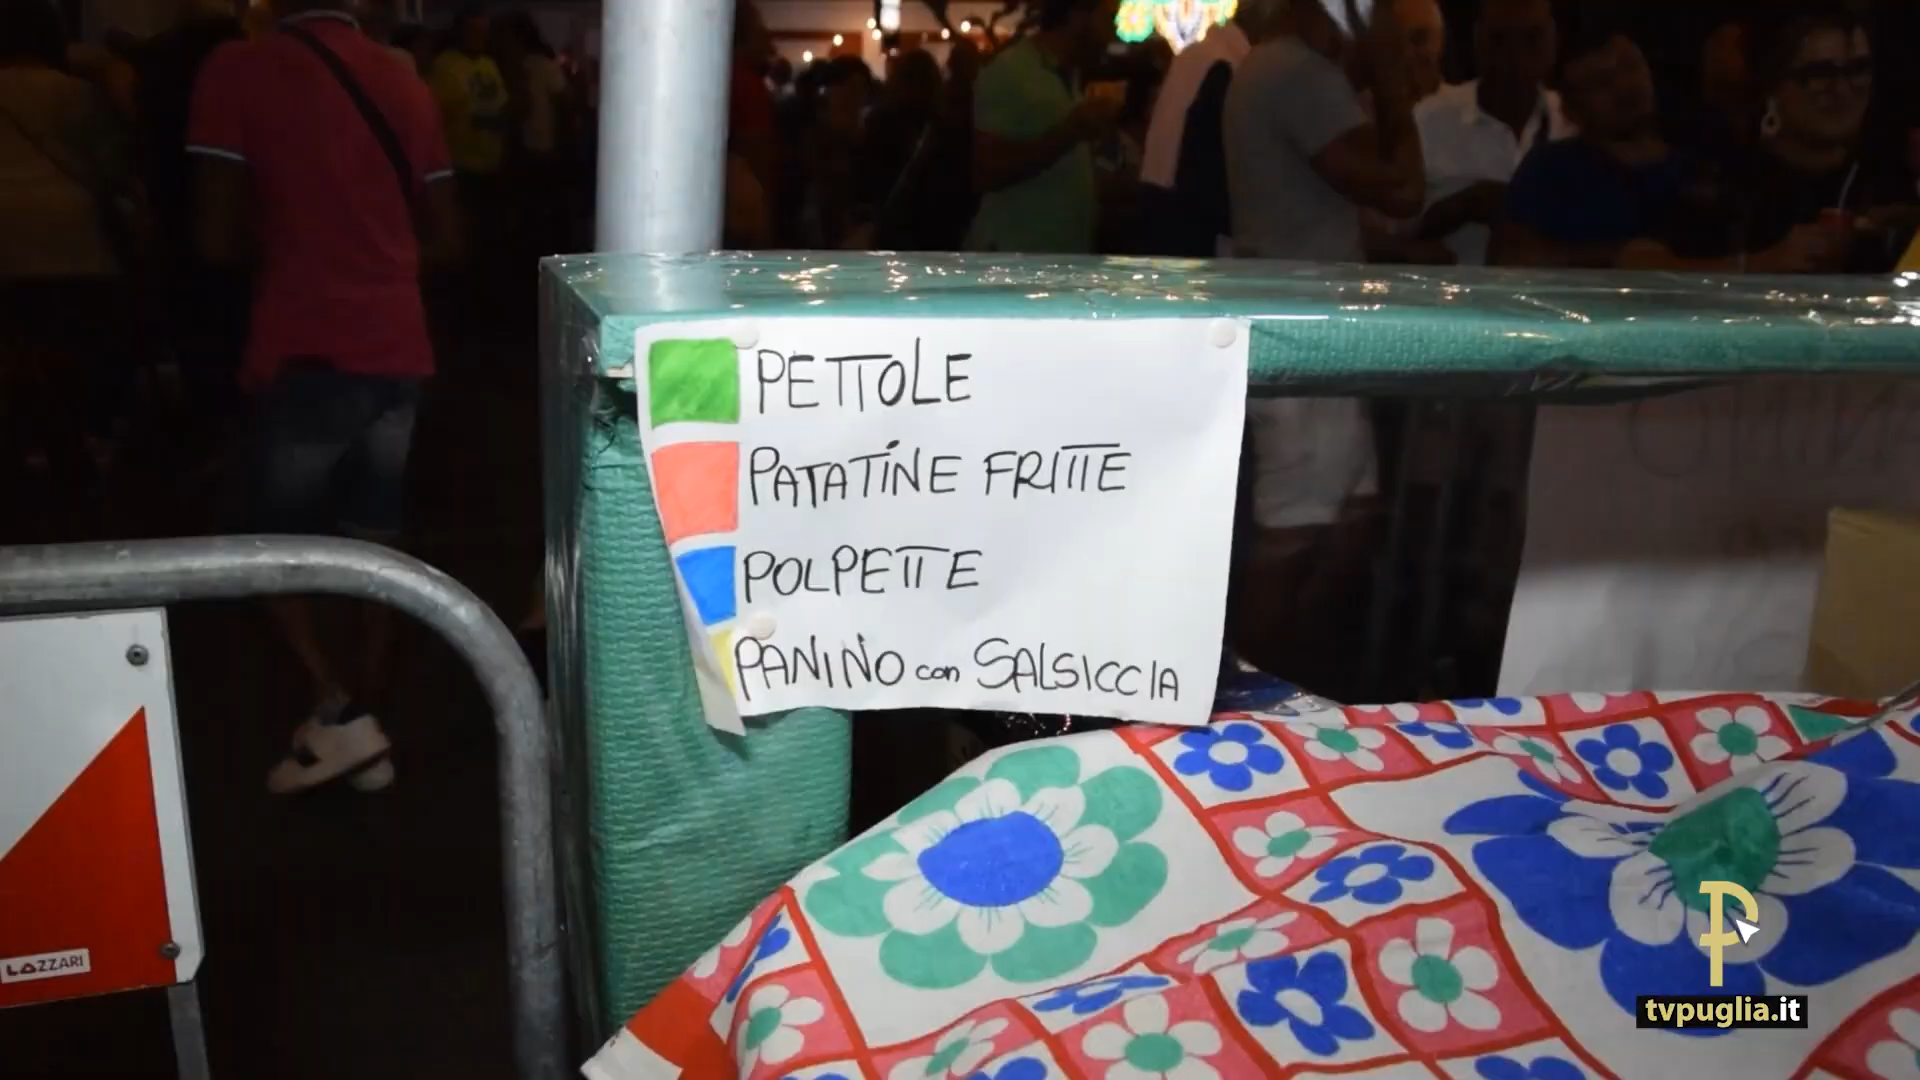 PETTOLE
PATATINE FRITTE
POLPETTE
PANINO con SALSICCIA
LAZZARI
tvpuglia.it